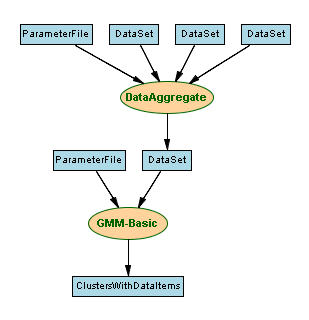 ParameterFile
DataSet
DataSet
DataSet
DataAggregate
ParameterFile
DataSet
GMM-Basic
ClustersWithDataItems